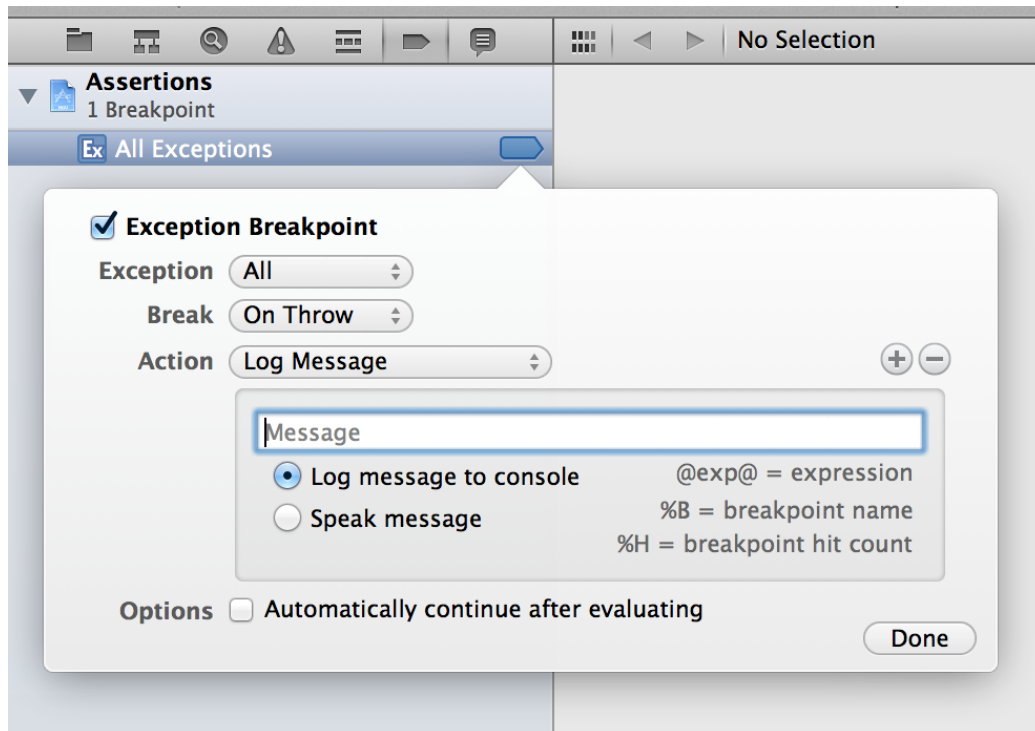 No Selection
Assertions
1 Breakpoint
Ex All Exceptions
Exception Breakpoint
Exception All
Break On Throw
Action Log Message
Message
Log message to console @exp@ = expression
Speak message %B = breakpoint name
%H = breakpoint hit count
Options Automatically continue after evaluating
Done